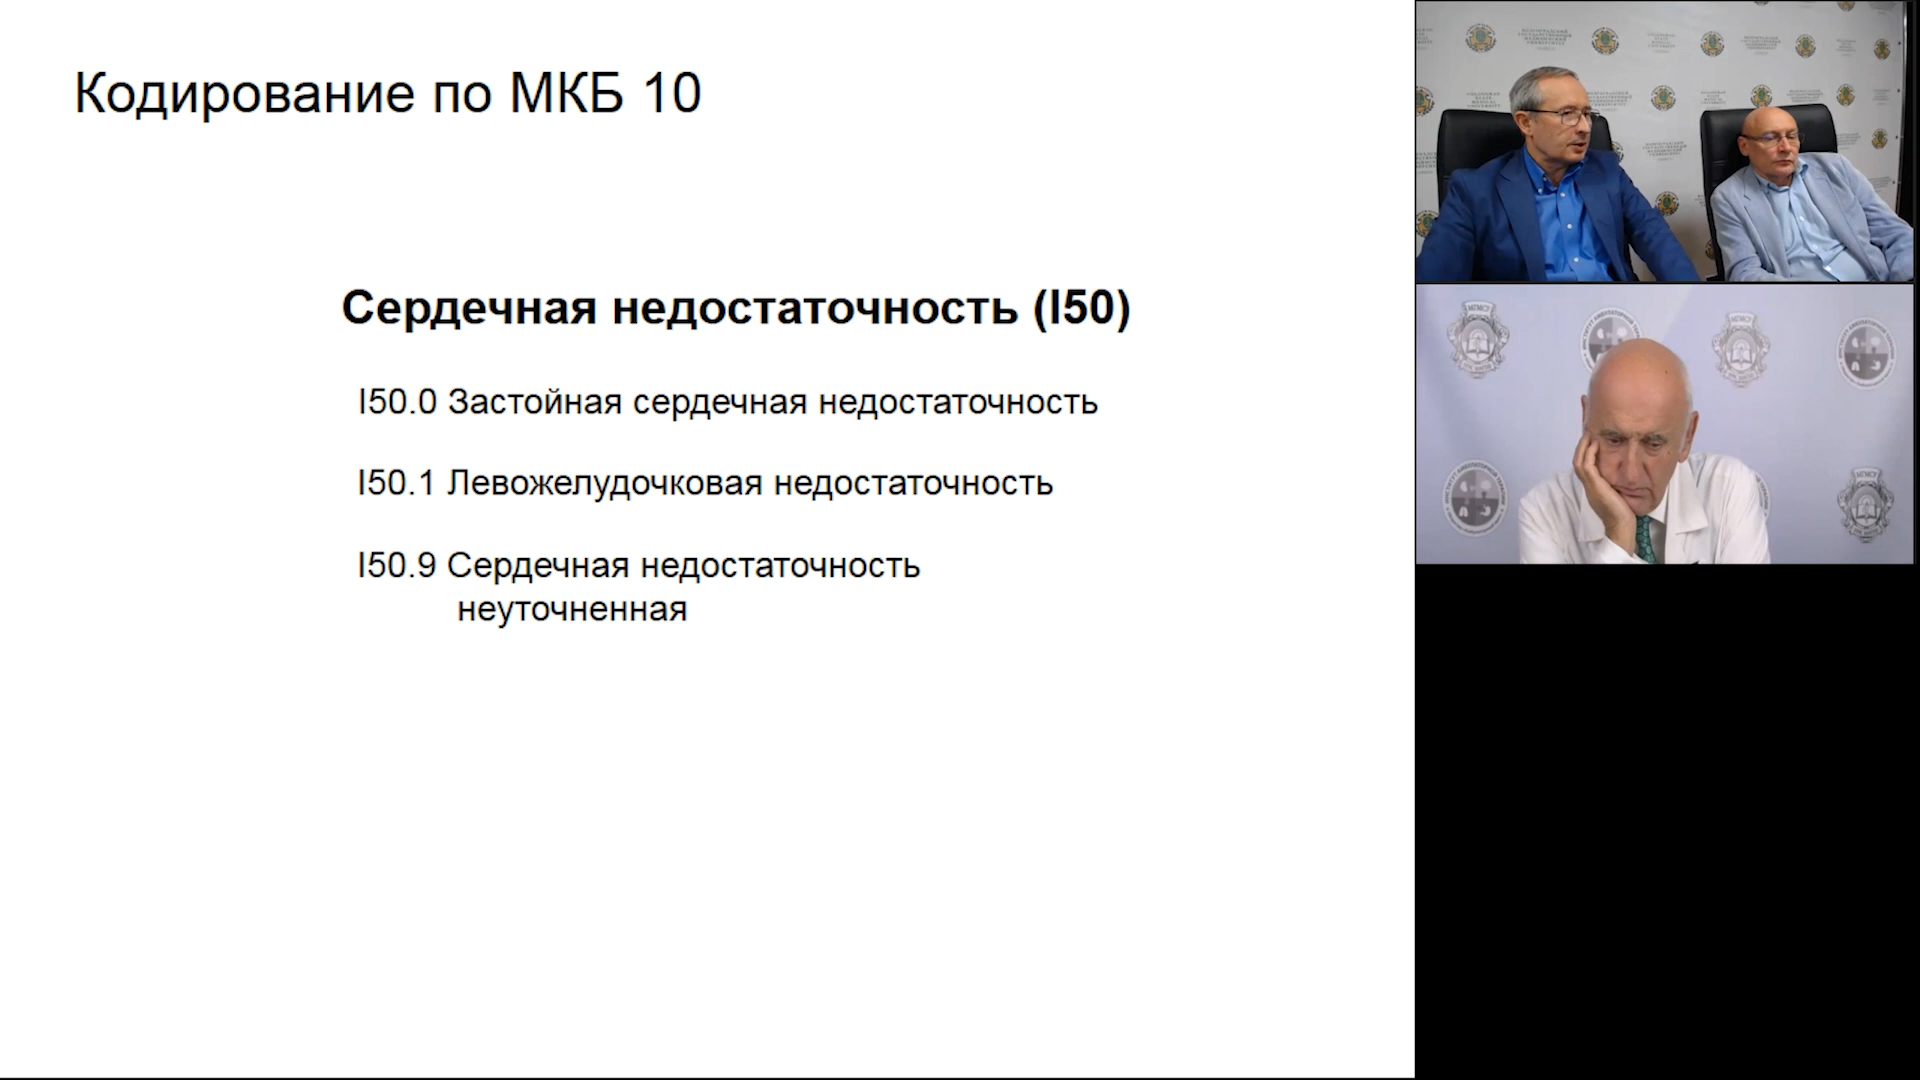 Кодирование по МКБ 10
Сердечная недостаточность (I50)
I50.0 Застойная сердечная недостаточность
I50.1 Левожелудочковая недостаточность
I50.9 Сердечная недостаточность
неуточненная